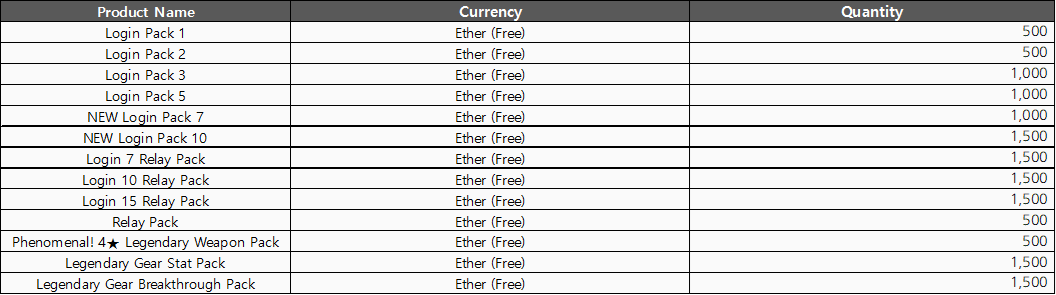 Product Name Currency Quantity
Login Pack 1 Ether (Free) 500
Login Pack 2 Ether (Free) 500
Login Pack 3 Ether (Free) 1,000
Login Pack 5 Ether (Free) 1,000
NEW Login Pack 7 Ether (Free) 1,000
NEW Login Pack 10 Ether (Free) 1,500
Login 7 Relay Pack Ether (Free) 1,500
Login 10 Relay Pack Ether (Free) 1,500
Login 15 Relay Pack Ether (Free) 1,500
Relay Pack Ether (Free) 500
Phenomenal! 4★ Legendary Weapon Pack Ether (Free) 500
Legendary Gear Stat Pack Ether (Free) 1,500
Legendary Gear Breakthrough Pack Ether (Free) 1,500